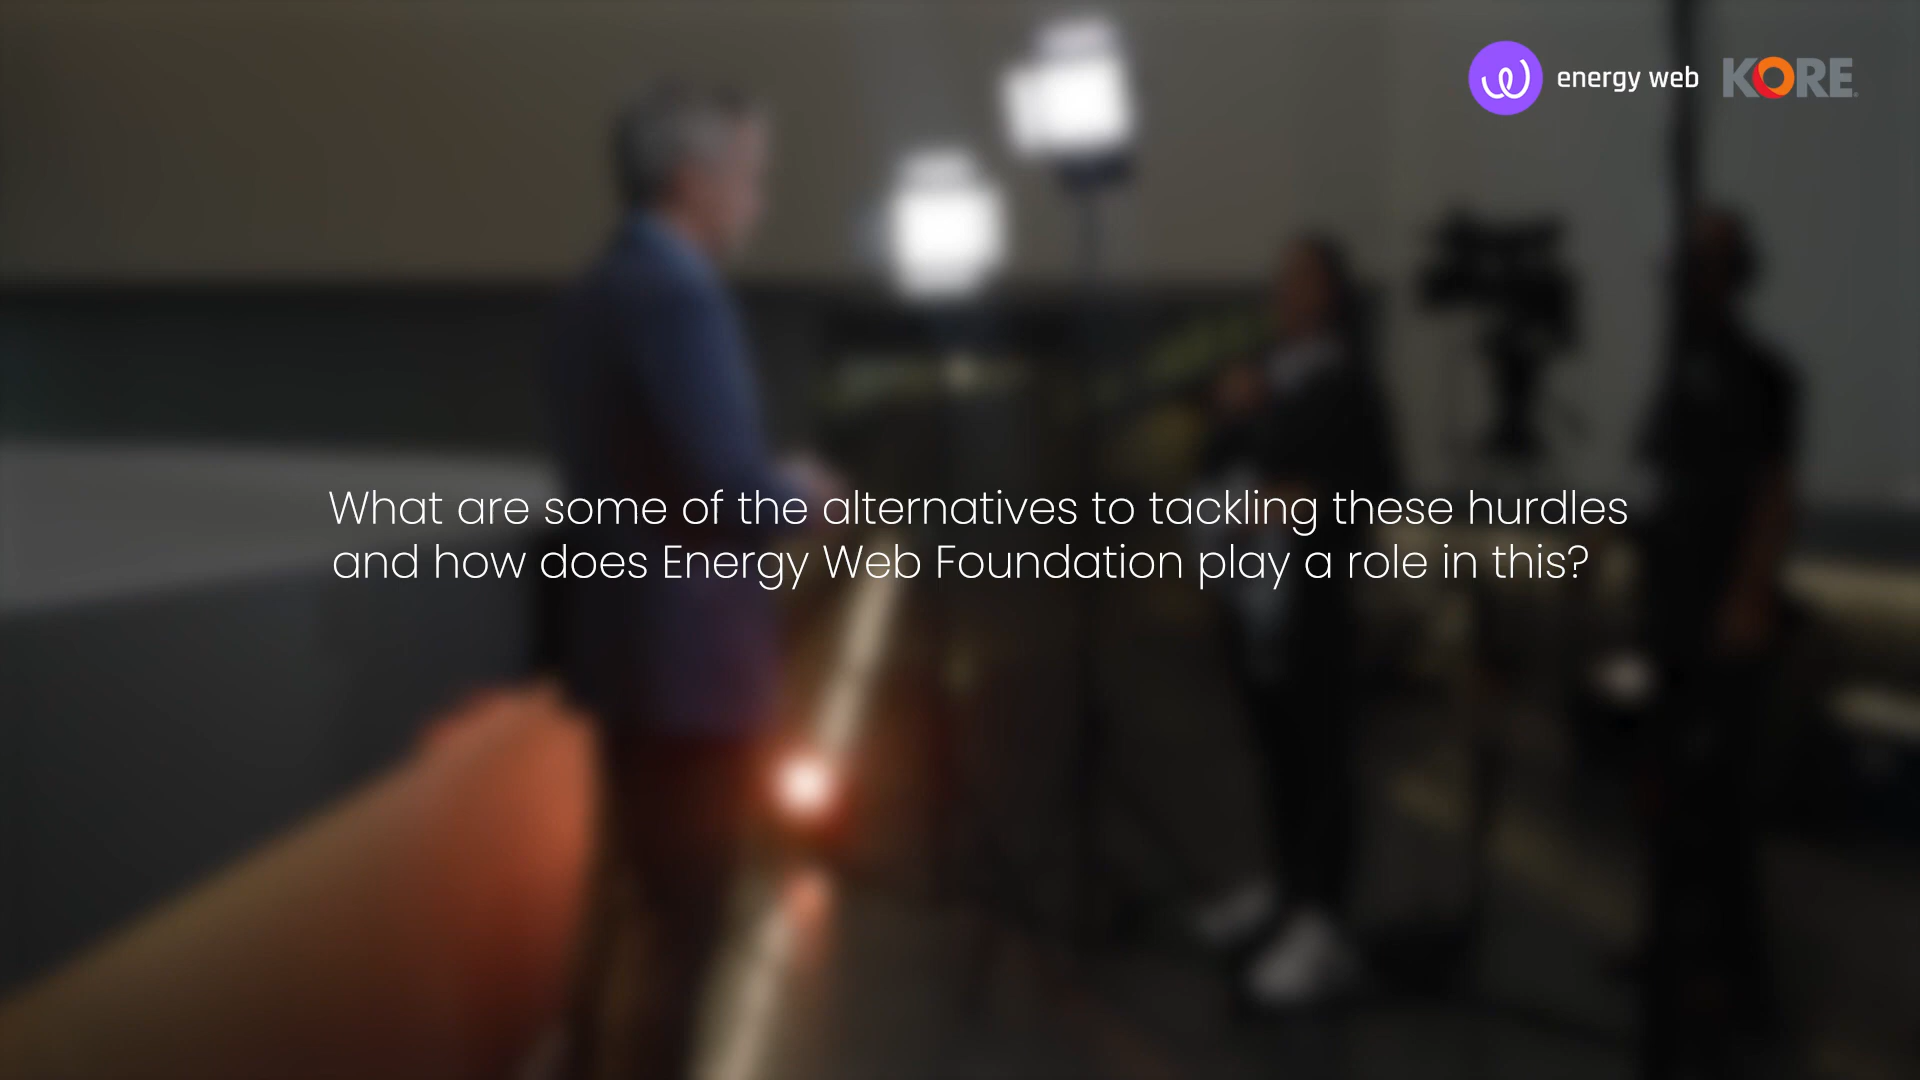 energy web KORE
What are some of the alternatives to tackling these hurdles
and how does Energy Web Foundation play a role in this?